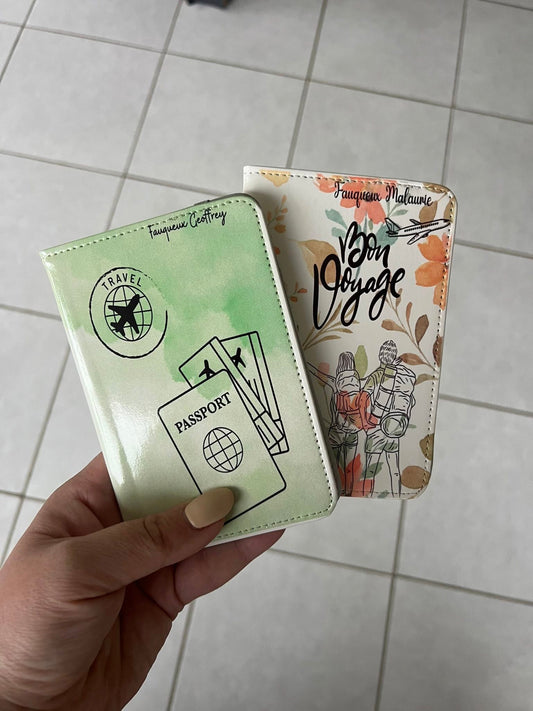 Fauqueux Geoffrey
TRAVEL
PASSPORT
Fauqueux Malaurie
Bon
Voyage